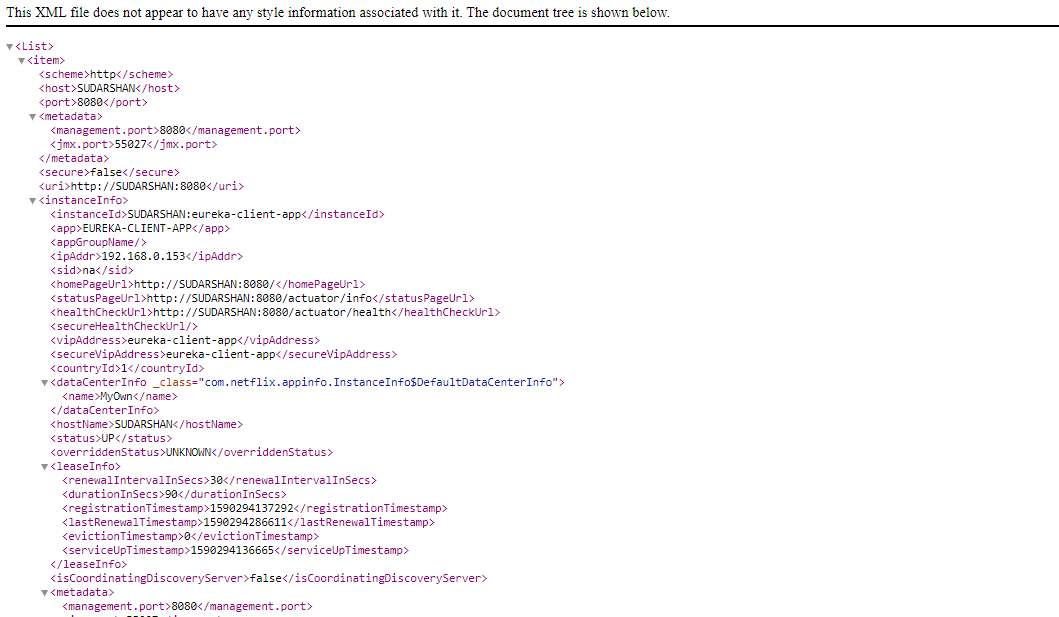 This XML file does not appear to have any style information associated with it. The document tree is shown below.
<List>
<item>
<scheme>http</scheme>
<host>SUDARSHAN</host>
<port>8080</port>
<metadata>
<management.port>8080</management.port>
<jmx.port>55027</jmx.port>
</metadata>
<secure>false</secure>
<uri>http://SUDARSHAN:8080</uri>
<instanceInfo>
<instanceId>SUDARSHAN:eureka-client-app</instanceId>
<app>EUREKA-CLIENT-APP</app>
<appGroupName/>
<ipAddr>192.168.0.153</ipAddr>
<sid>na</sid>
<homePageUrl>http://SUDARSHAN:8080/</homePageUrl>
<statusPageUrl>http://SUDARSHAN:8080/actuator/info</statusPageUrl>
<healthCheckUrl>http://SUDARSHAN:8080/actuator/health</healthCheckUrl>
<secureHealthCheckUrl/>
<vipAddress>eureka-client-app</vipAddress>
<secureVipAddress>eureka-client-app</secureVipAddress>
<countryId>1</countryId>
<dataCenterInfo _class="com.netflix.appinfo.InstanceInfo$DefaultDataCenterInfo">
<name>MyOwn</name>
</dataCenterInfo>
<hostName>SUDARSHAN</hostName>
<status>UP</status>
<overriddenStatus>UNKNOWN</overriddenStatus>
<leaseInfo>
<renewalIntervalInSecs>30</renewalIntervalInSecs>
<durationInSecs>90</durationInSecs>
<registrationTimestamp>1590294137292</registrationTimestamp>
<lastRenewalTimestamp>1590294286611</lastRenewalTimestamp>
<evictionTimestamp>0</evictionTimestamp>
<serviceUpTimestamp>1590294136665</serviceUpTimestamp>
</leaseInfo>
<isCoordinatingDiscoveryServer>false</isCoordinatingDiscoveryServer>
<metadata>
<management.port>8080</management.port>